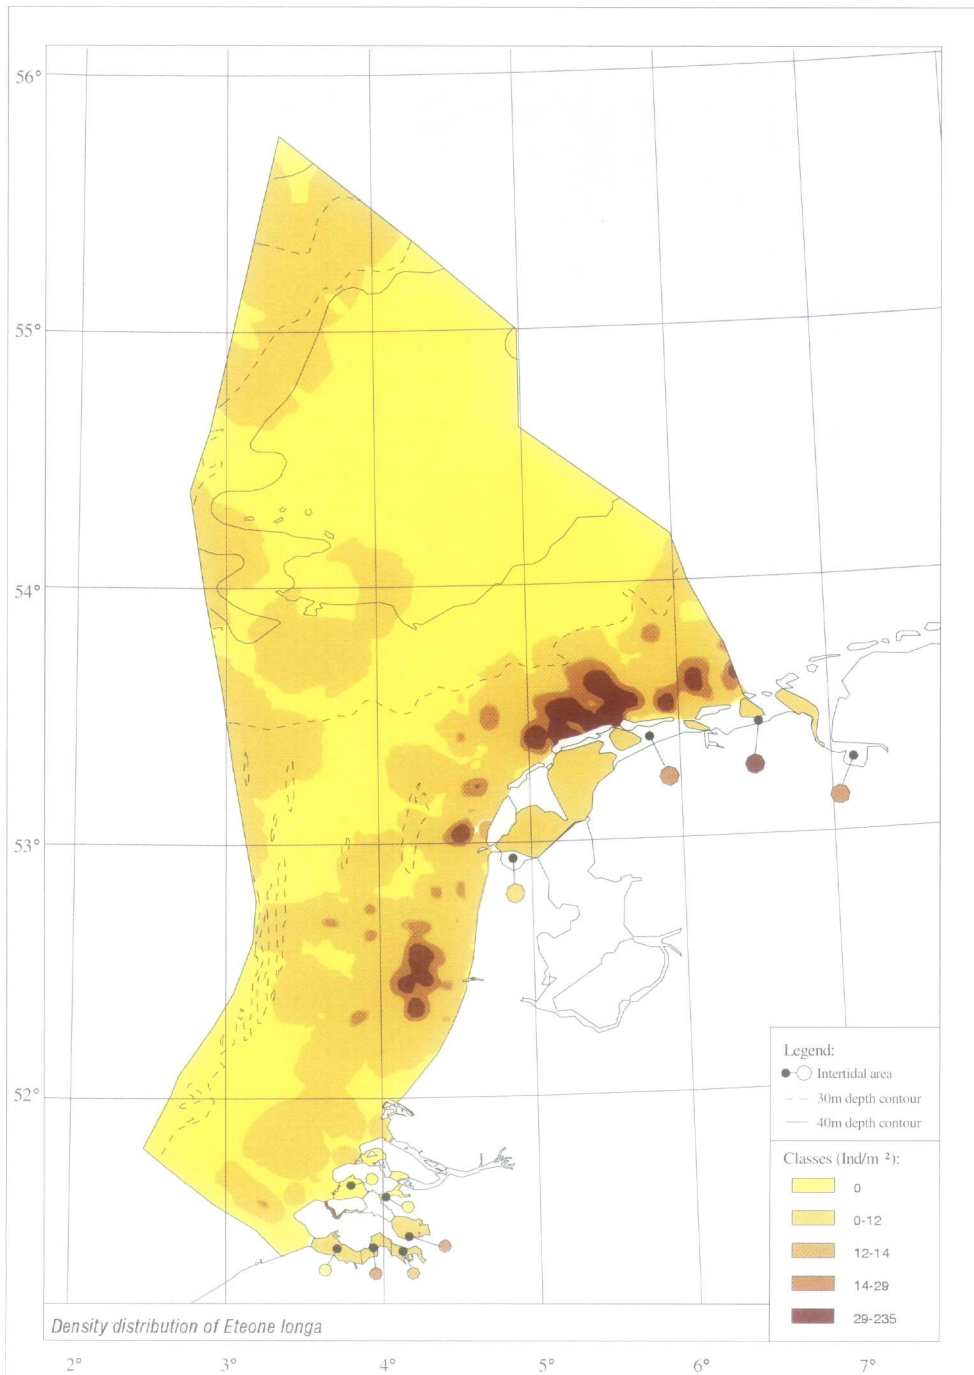 56°
55°
54°
53°
52°
Legend:
Intertidal area
30m depth contour
40m depth contour
Classes (Ind/m ²):
0
0-12
12-14
14-29
29-235
Density distribution of Eteone longa
2° 3° 4° 5° 6° 7°